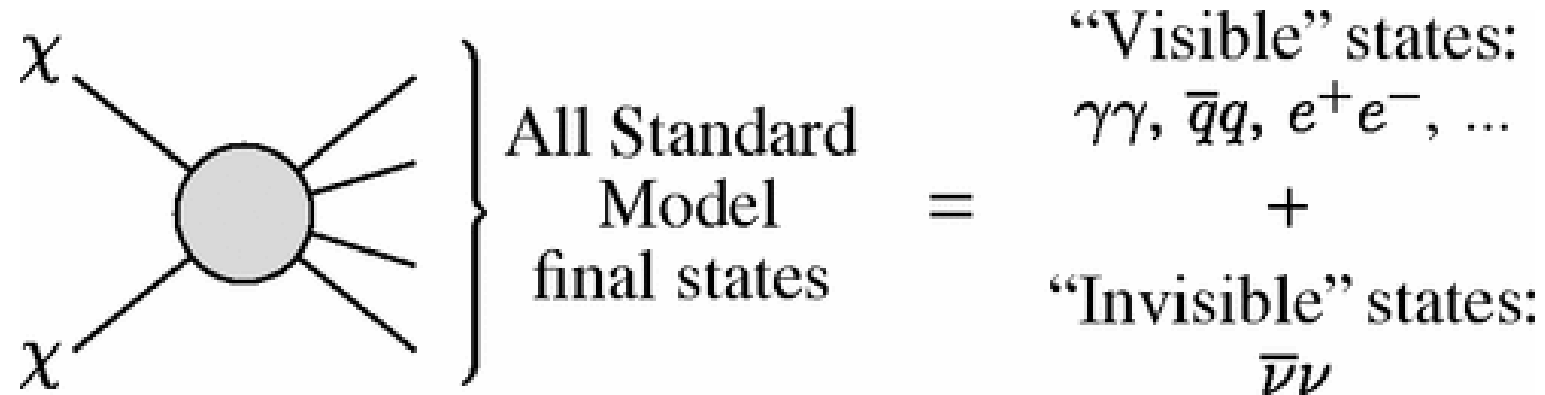 χ
χ
All Standard
Model
final states
=
“Visible” states:
γγ, q̅q, e⁺e⁻, ...
+
“Invisible” states:
ν̅ν